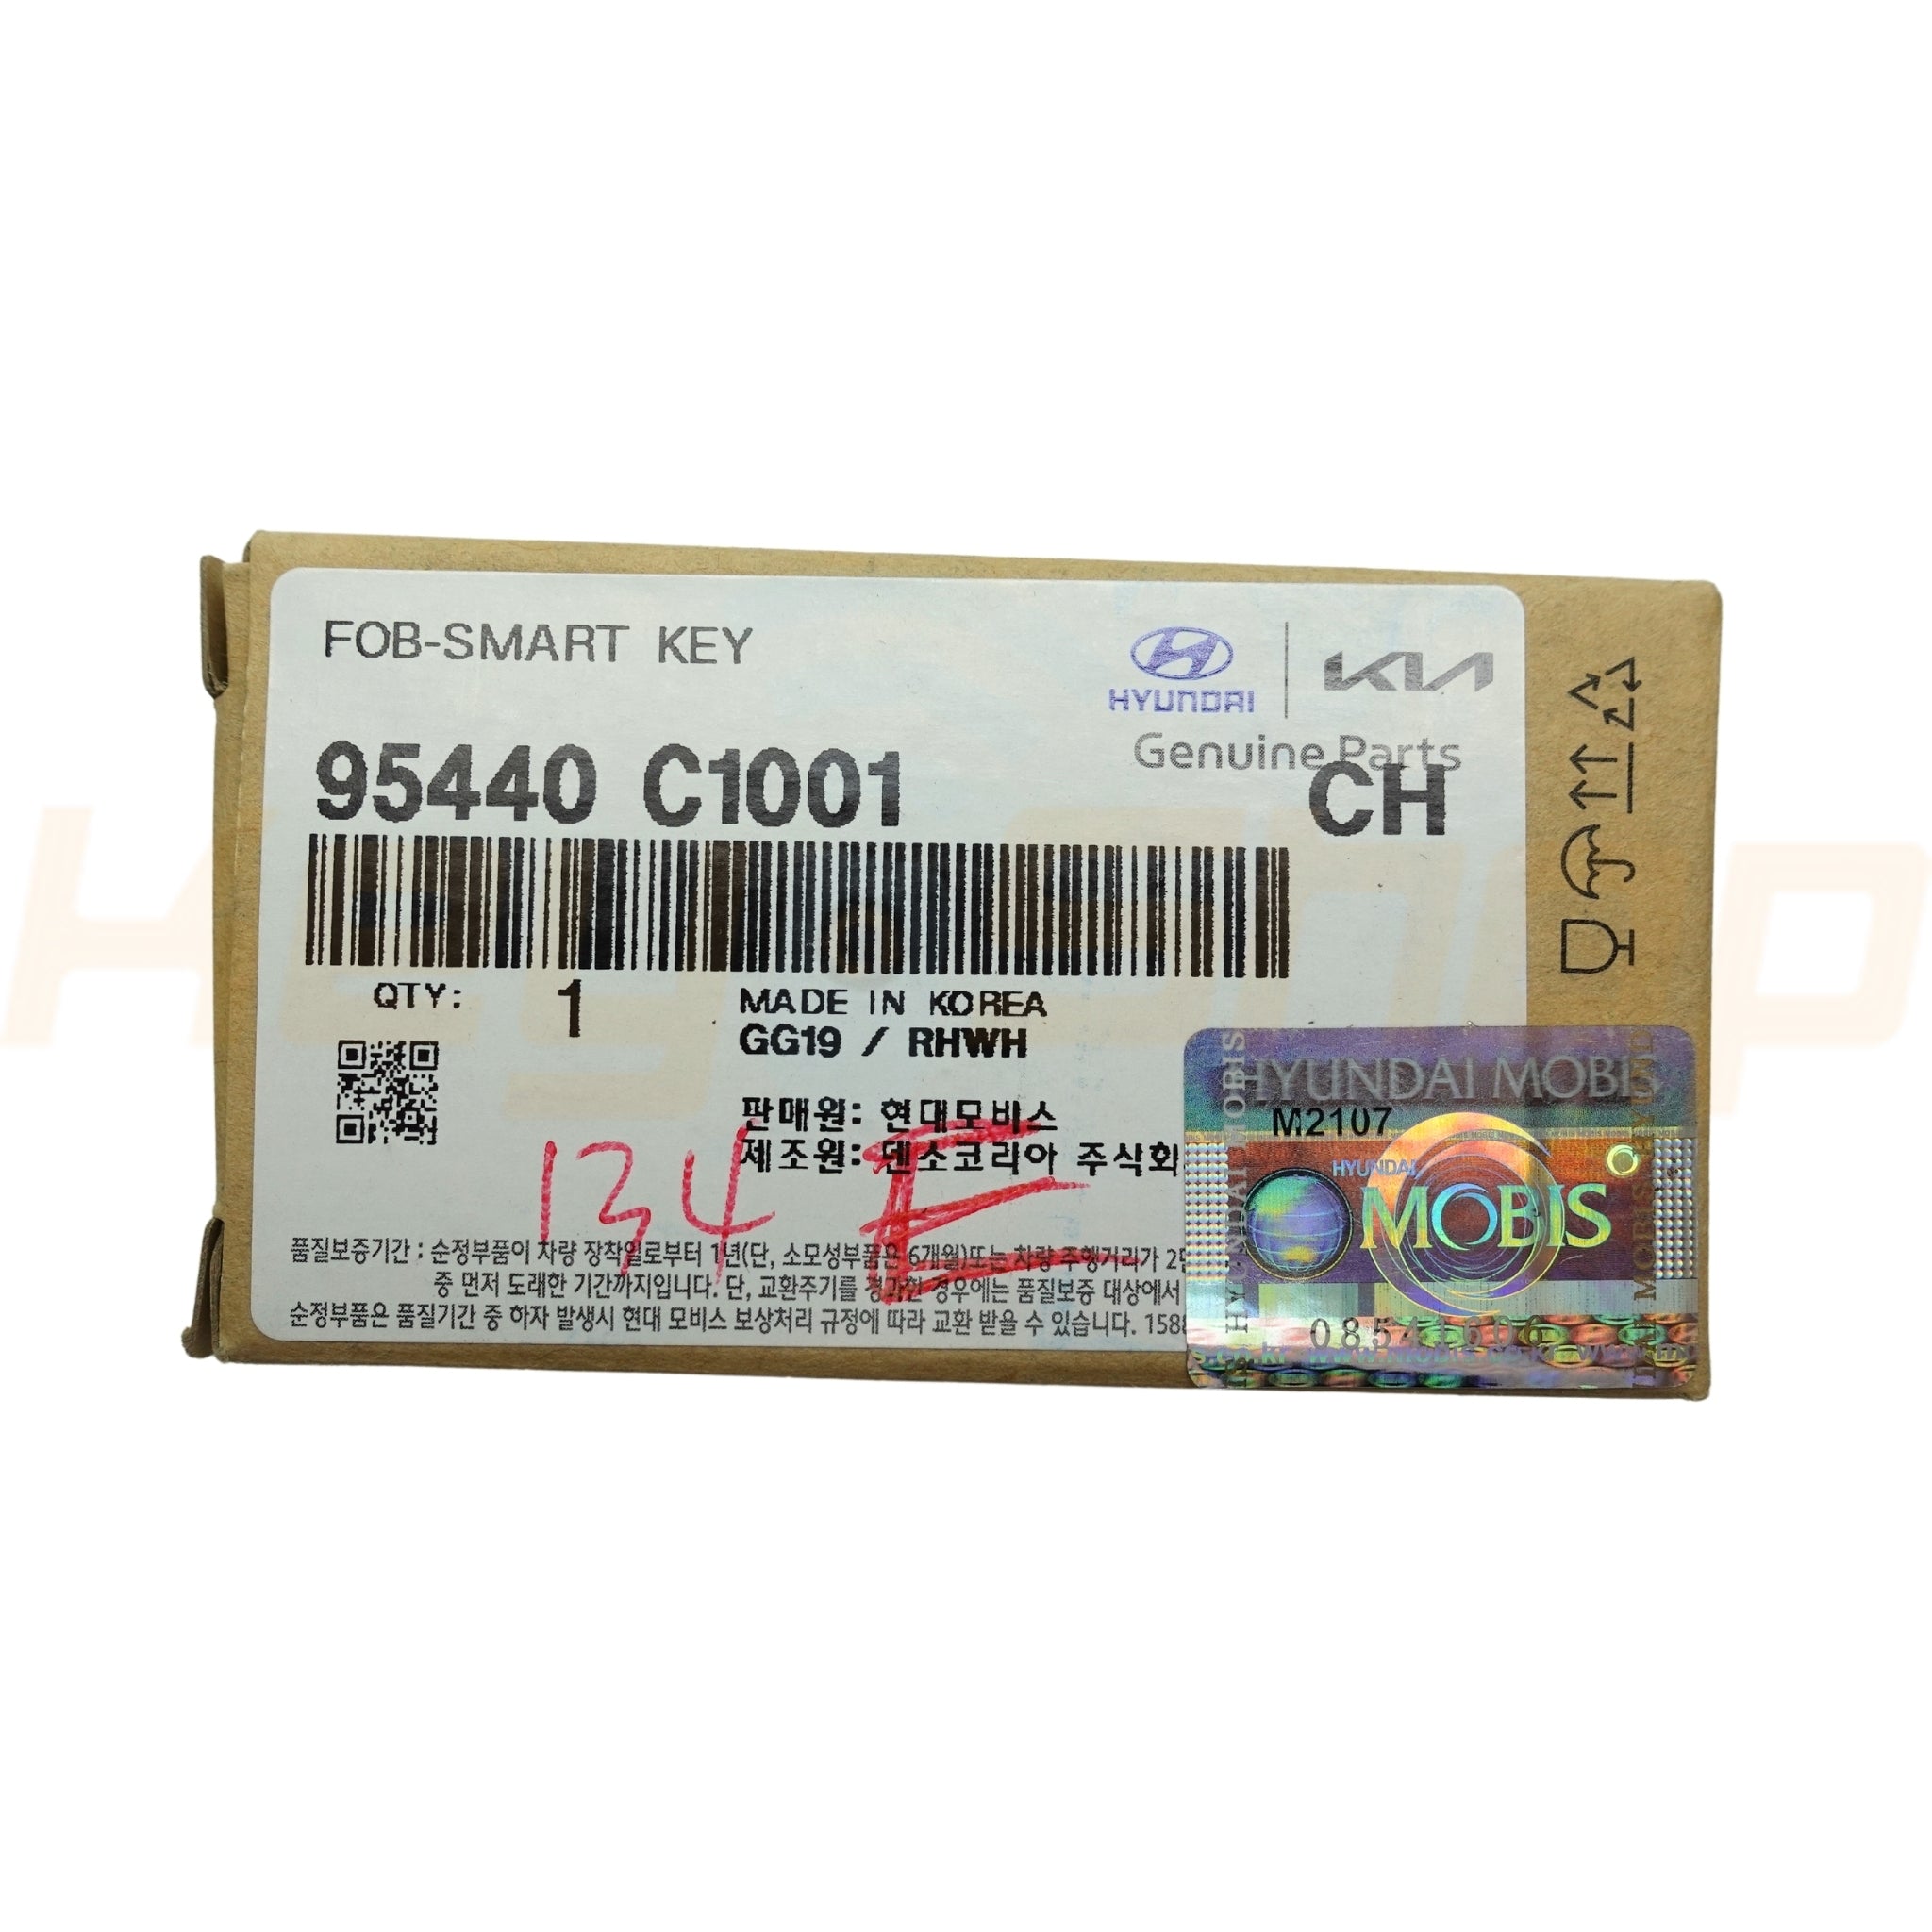 FOB-SMART KEY
HYUNDAI
KIA
Genuine Parts
95440 C1001
CH
QTY: 1
MADE IN KOREA
GG19 / RHWH
판매원: 현대모비스
제조원: 덴소코리아 주식회
134 E
품질보증기간 : 순정부품이 차량 장착일로부터 1년(단, 소모성부품은 6개월)또는 차량 주행거리가 2만
중 먼저 도래한 기간까지입니다. 단, 교환주기를 경과한 경우에는 품질보증 대상에서
순정부품은 품질기간 중 하자 발생시 현대 모비스 보상처리 규정에 따라 교환 받을 수 있습니다. 158
HYUNDAI MOBIS
M2107
HYUNDAI
MOBIS
08541606